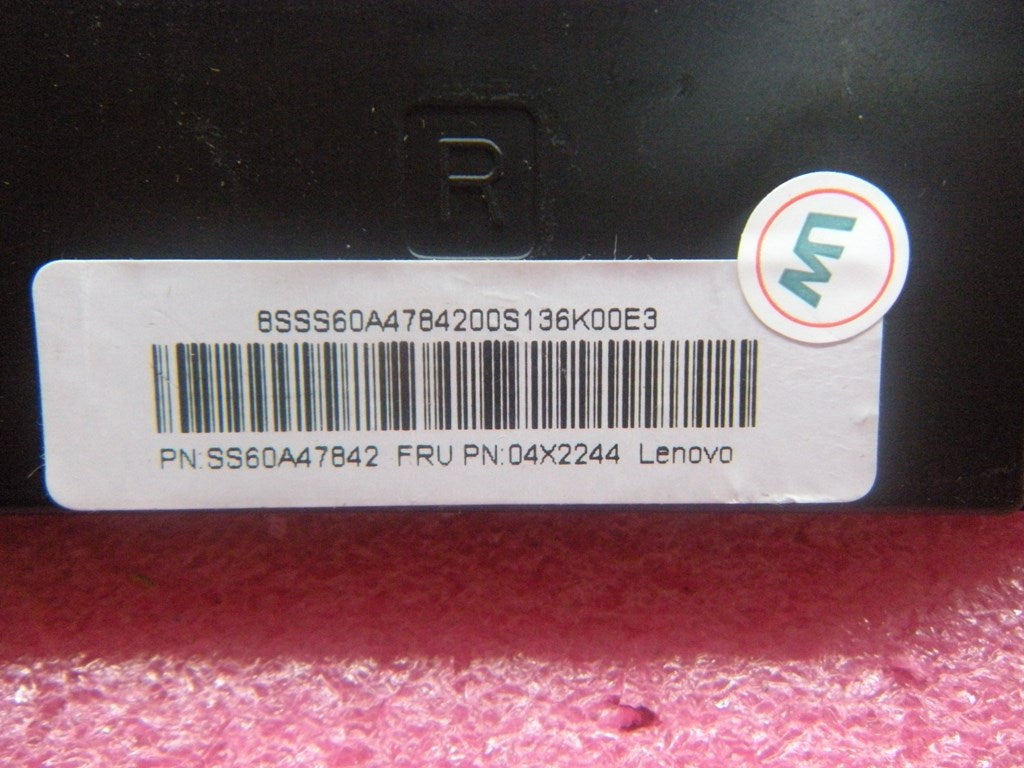 R
8SSS60A4784200S136K00E3
PN:SS60A47842 FRU PN:04X2244 Lenovo